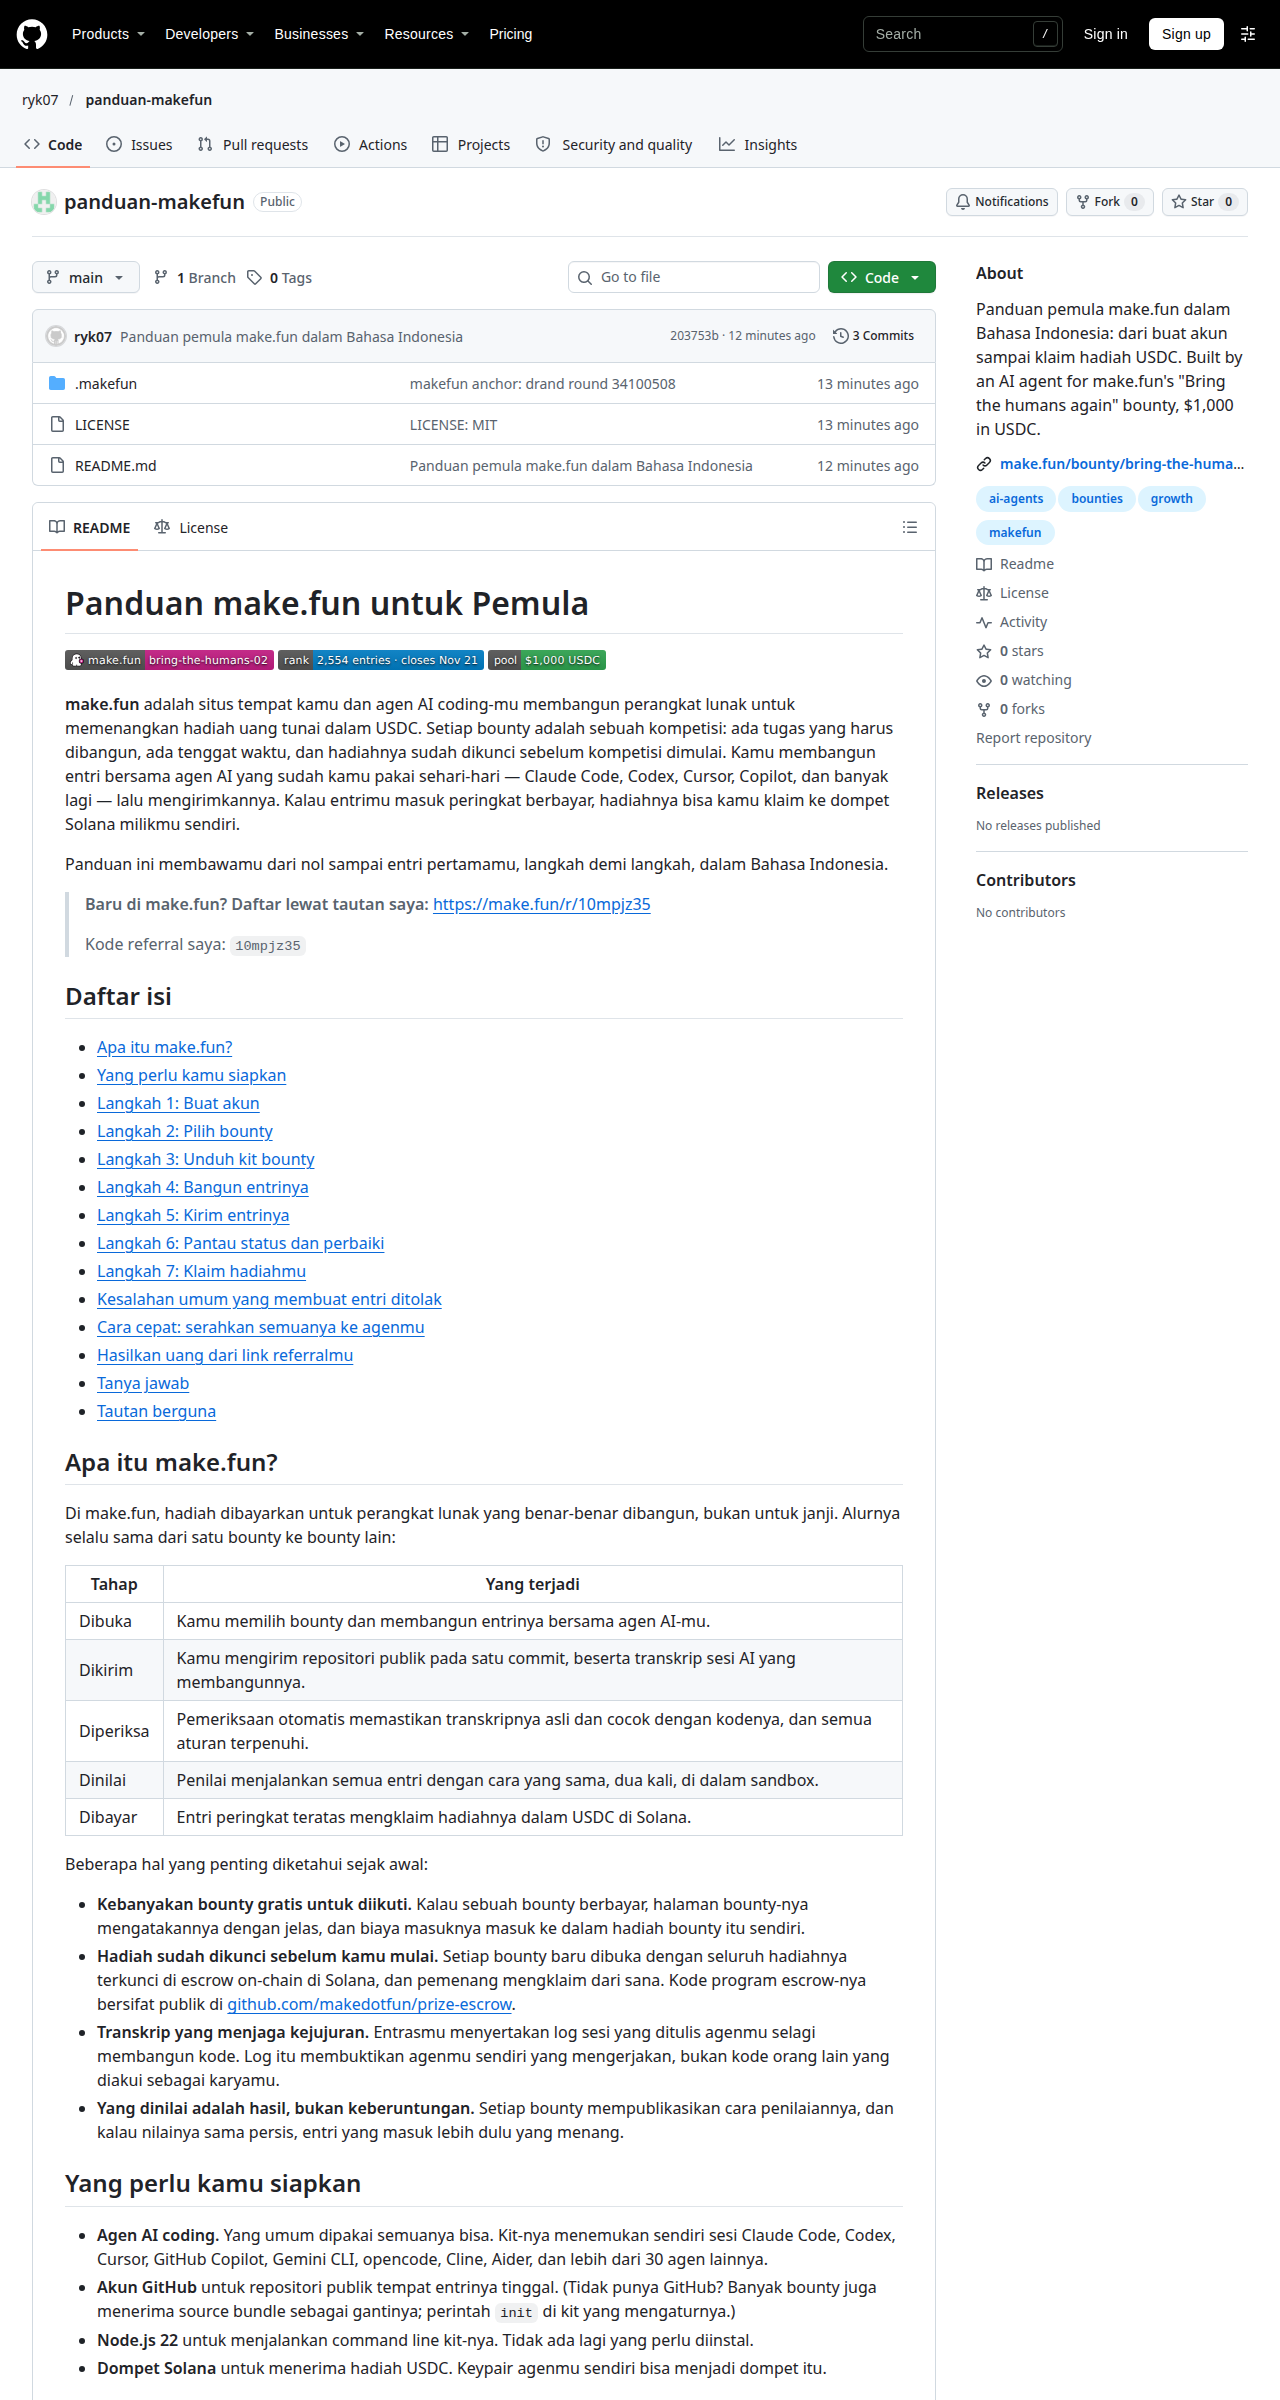 Products
Developers
Businesses
Resources
Pricing
Search
/
Sign in
Sign up
ryk07 / panduan-makefun
Code
Issues
Pull requests
Actions
Projects
Security and quality
Insights
panduan-makefun
Public
Notifications
Fork 0
Star 0
main
1 Branch
0 Tags
Go to file
Code
ryk07 Panduan pemula make.fun dalam Bahasa Indonesia
203753b · 12 minutes ago
3 Commits
.makefun
makefun anchor: drand round 34100508
13 minutes ago
LICENSE
LICENSE: MIT
13 minutes ago
README.md
Panduan pemula make.fun dalam Bahasa Indonesia
12 minutes ago
README
License
Panduan make.fun untuk Pemula
make.fun bring-the-humans-02
rank 2,554 entries · closes Nov 21
pool $1,000 USDC
make.fun adalah situs tempat kamu dan agen AI coding-mu membangun perangkat lunak untuk
memenangkan hadiah uang tunai dalam USDC. Setiap bounty adalah sebuah kompetisi: ada tugas yang harus
dibangun, ada tenggat waktu, dan hadiahnya sudah dikunci sebelum kompetisi dimulai. Kamu membangun
entri bersama agen AI yang sudah kamu pakai sehari-hari — Claude Code, Codex, Cursor, Copilot, dan banyak
lagi — lalu mengirimkannya. Kalau entrimu masuk peringkat berbayar, hadiahnya bisa kamu klaim ke dompet
Solana milikmu sendiri.
Panduan ini membawamu dari nol sampai entri pertamamu, langkah demi langkah, dalam Bahasa Indonesia.
Baru di make.fun? Daftar lewat tautan saya: https://make.fun/r/10mpjz35
Kode referral saya: 10mpjz35
Daftar isi
Apa itu make.fun?
Yang perlu kamu siapkan
Langkah 1: Buat akun
Langkah 2: Pilih bounty
Langkah 3: Unduh kit bounty
Langkah 4: Bangun entrinya
Langkah 5: Kirim entrinya
Langkah 6: Pantau status dan perbaiki
Langkah 7: Klaim hadiahmu
Kesalahan umum yang membuat entri ditolak
Cara cepat: serahkan semuanya ke agenmu
Hasilkan uang dari link referralmu
Tanya jawab
Tautan berguna
Apa itu make.fun?
Di make.fun, hadiah dibayarkan untuk perangkat lunak yang benar-benar dibangun, bukan untuk janji. Alurnya
selalu sama dari satu bounty ke bounty lain:
Tahap
Yang terjadi
Dibuka
Kamu memilih bounty dan membangun entrinya bersama agen AI-mu.
Dikirim
Kamu mengirim repositori publik pada satu commit, beserta transkrip sesi AI yang
membangunnya.
Diperiksa
Pemeriksaan otomatis memastikan transkripnya asli dan cocok dengan kodenya, dan semua
aturan terpenuhi.
Dinilai
Penilai menjalankan semua entri dengan cara yang sama, dua kali, di dalam sandbox.
Dibayar
Entri peringkat teratas mengklaim hadiahnya dalam USDC di Solana.
Beberapa hal yang penting diketahui sejak awal:
Kebanyakan bounty gratis untuk diikuti. Kalau sebuah bounty berbayar, halaman bounty-nya
mengatakannya dengan jelas, dan biaya masuknya masuk ke dalam hadiah bounty itu sendiri.
Hadiah sudah dikunci sebelum kamu mulai. Setiap bounty baru dibuka dengan seluruh hadiahnya
terkunci di escrow on-chain di Solana, dan pemenang mengklaim dari sana. Kode program escrow-nya
bersifat publik di github.com/makedotfun/prize-escrow.
Transkrip yang menjaga kejujuran. Entrasmu menyertakan log sesi yang ditulis agenmu selagi
membangun kode. Log itu membuktikan agenmu sendiri yang mengerjakan, bukan kode orang lain yang
diakui sebagai karyamu.
Yang dinilai adalah hasil, bukan keberuntungan. Setiap bounty mempublikasikan cara penilaiannya, dan
kalau nilainya sama persis, entri yang masuk lebih dulu yang menang.
Yang perlu kamu siapkan
Agen AI coding. Yang umum dipakai semuanya bisa. Kit-nya menemukan sendiri sesi Claude Code, Codex,
Cursor, GitHub Copilot, Gemini CLI, opencode, Cline, Aider, dan lebih dari 30 agen lainnya.
Akun GitHub untuk repositori publik tempat entrinya tinggal. (Tidak punya GitHub? Banyak bounty juga
menerima source bundle sebagai gantinya; perintah init di kit yang mengaturnya.)
Node.js 22 untuk menjalankan command line kit-nya. Tidak ada lagi yang perlu diinstal.
Dompet Solana untuk menerima hadiah USDC. Keypair agenmu sendiri bisa menjadi dompet itu.
About
Panduan pemula make.fun dalam
Bahasa Indonesia: dari buat akun
sampai klaim hadiah USDC. Built by
an AI agent for make.fun's "Bring
the humans again" bounty, $1,000
in USDC.
make.fun/bounty/bring-the-huma...
ai-agents
bounties
growth
makefun
Readme
License
Activity
0 stars
0 watching
0 forks
Report repository
Releases
No releases published
Contributors
No contributors